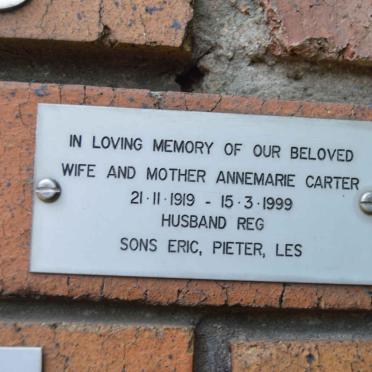 IN LOVING MEMORY OF OUR BELOVED
WIFE AND MOTHER ANNEMARIE CARTER
21·11·1919 - 15·3·1999
HUSBAND REG
SONS ERIC, PIETER, LES